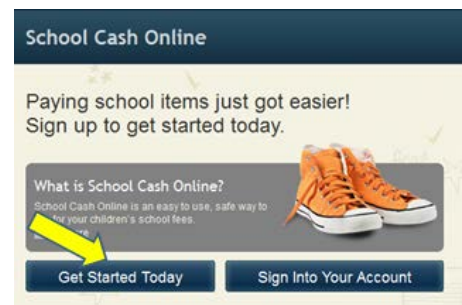 School Cash Online
Paying school items just got easier!
Sign up to get started today.
What is School Cash Online?
School Cash Online is an easy to use, safe way to
for your children's school fees.
Get Started Today
Sign Into Your Account